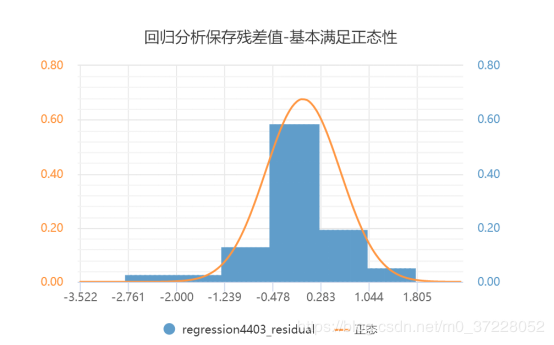 回归分析保存残差值-基本满足正态性
0.80 0.80
0.60 0.60
0.40 0.40
0.20 0.20
0.00 0.00
-3.522 -2.761 -2.000 -1.239 -0.478 0.283 1.044 1.805
regression4403_residual 正态
https://blog.csdn.net/m0_37228052